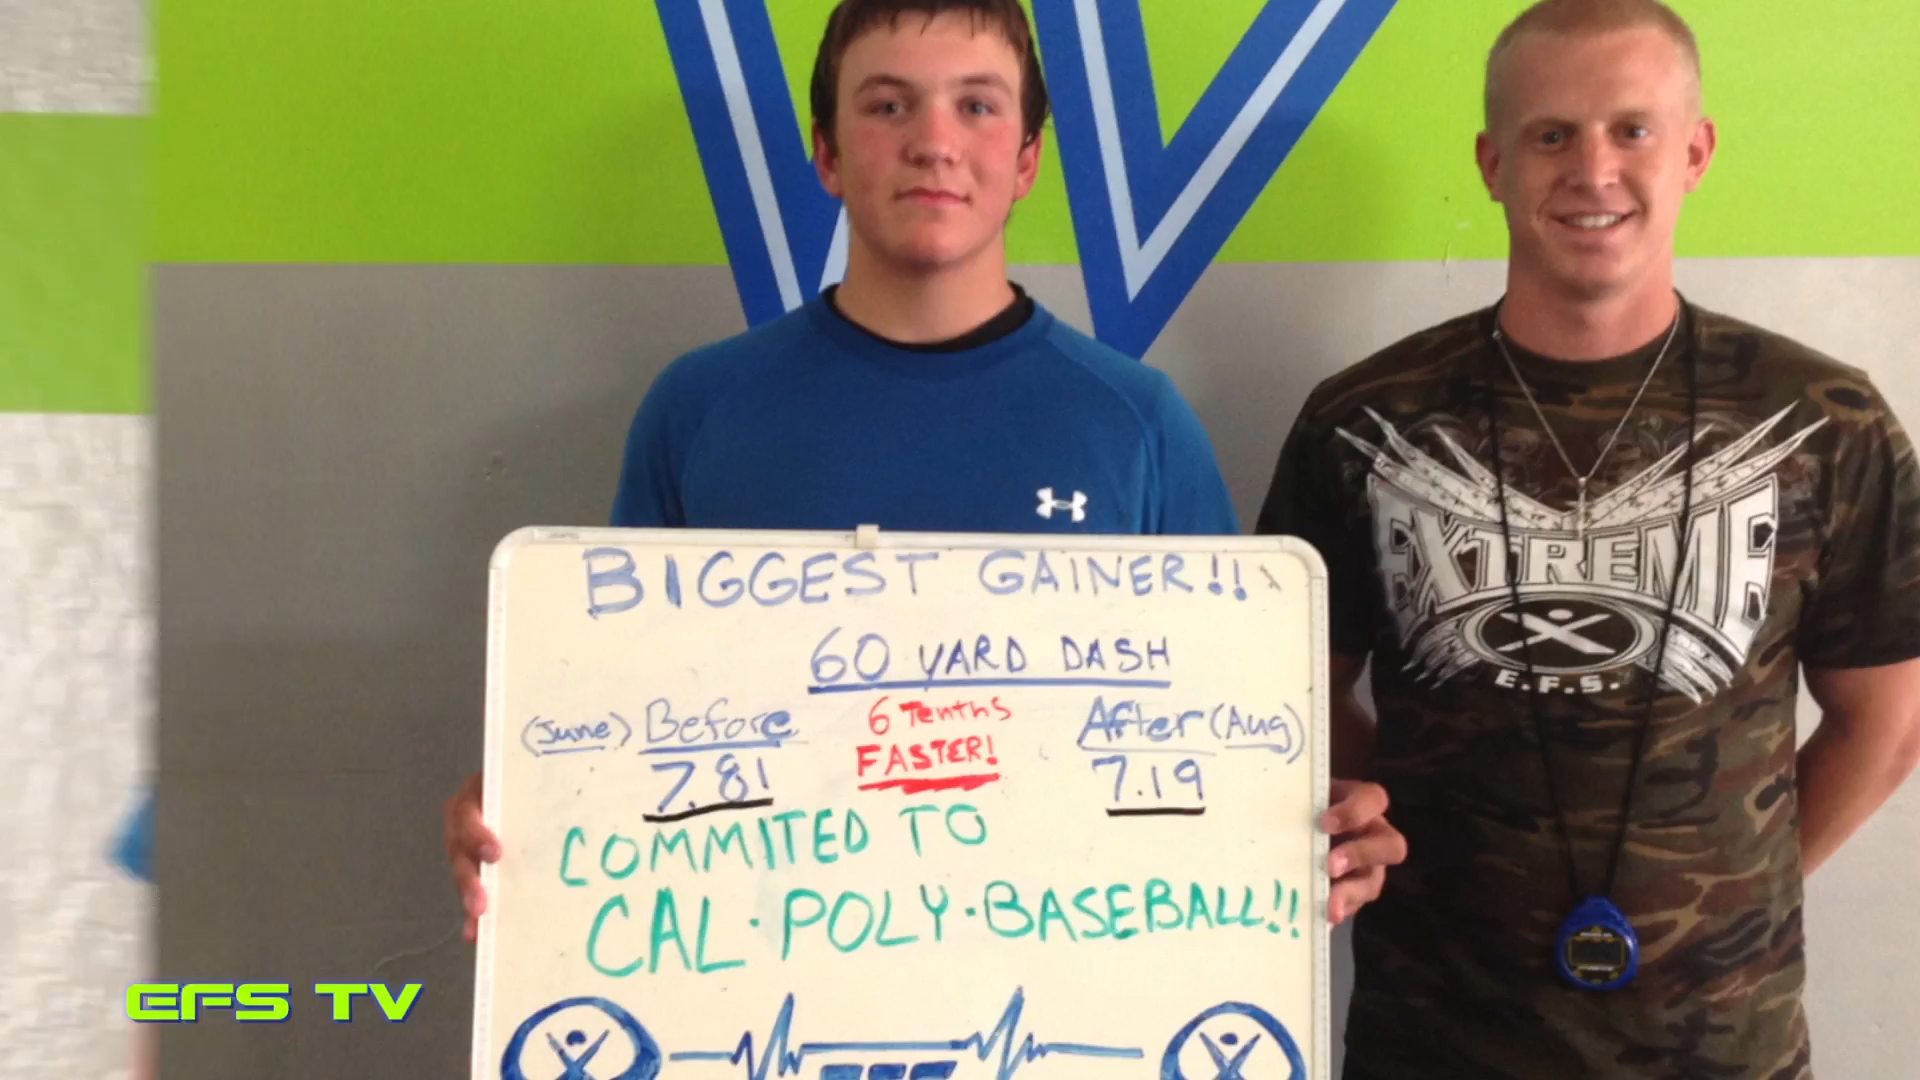 BIGGEST GAINER!!
60 YARD DASH
(June) Before 6 Tenths After (Aug)
7.81 FASTER! 7.19
COMMITED TO
CAL·POLY·BASEBALL!!
EXTREME
E.F.S.
EFS TV